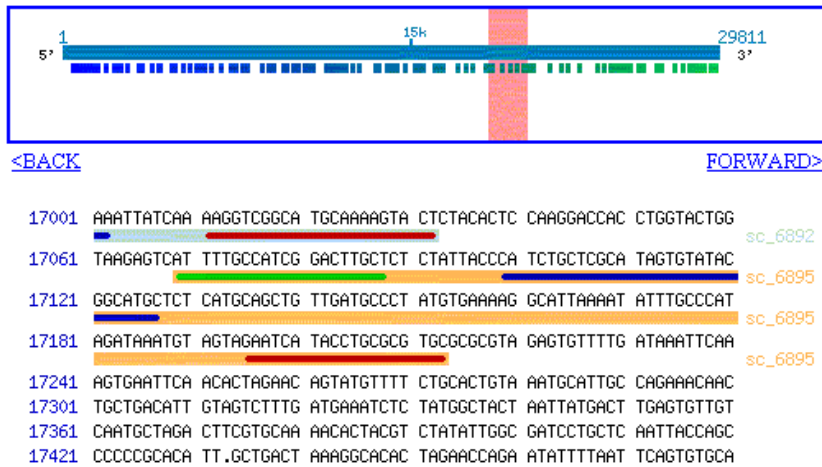 1 15k 29811
5' 3'
<BACK FORWARD>
17001 AAATTATCAA AAGGTCGGCA TGCAAAAGTA CTCTACACTC CAAGGACCAC CTGGTACTGG
sc_6892
17061 TAAGAGTCAT TTTGCCATCG GACTTGCTCT CTATTACCCA TCTGCTCGCA TAGTGTATAC
sc_6895
17121 GGCATGCTCT CATGCAGCTG TTGATGCCCT ATGTGAAAAG GCATTAAAAT ATTTGCCCAT
sc_6895
17181 AGATAAATGT AGTAGAATCA TACCTGCGCG TGCGCGCGTA GAGTGTTTTG ATAAATTCAA
sc_6895
17241 AGTGAATTCA ACACTAGAAC AGTATGTTTT CTGCACTGTA AATGCATTGC CAGAAACAAC
17301 TGCTGACATT GTAGTCTTTG ATGAAATCTC TATGGCTACT AATTATGACT TGAGTGTTGT
17361 CAATGCTAGA CTTCGTGCAA AACACTACGT CTATATTGGC GATCCTGCTC AATTACCAGC
17421 CCCCCGCACA TT.GCTGACT AAAGGCACAC TAGAACCAGA ATATTTTAAT TCAGTGTGCA